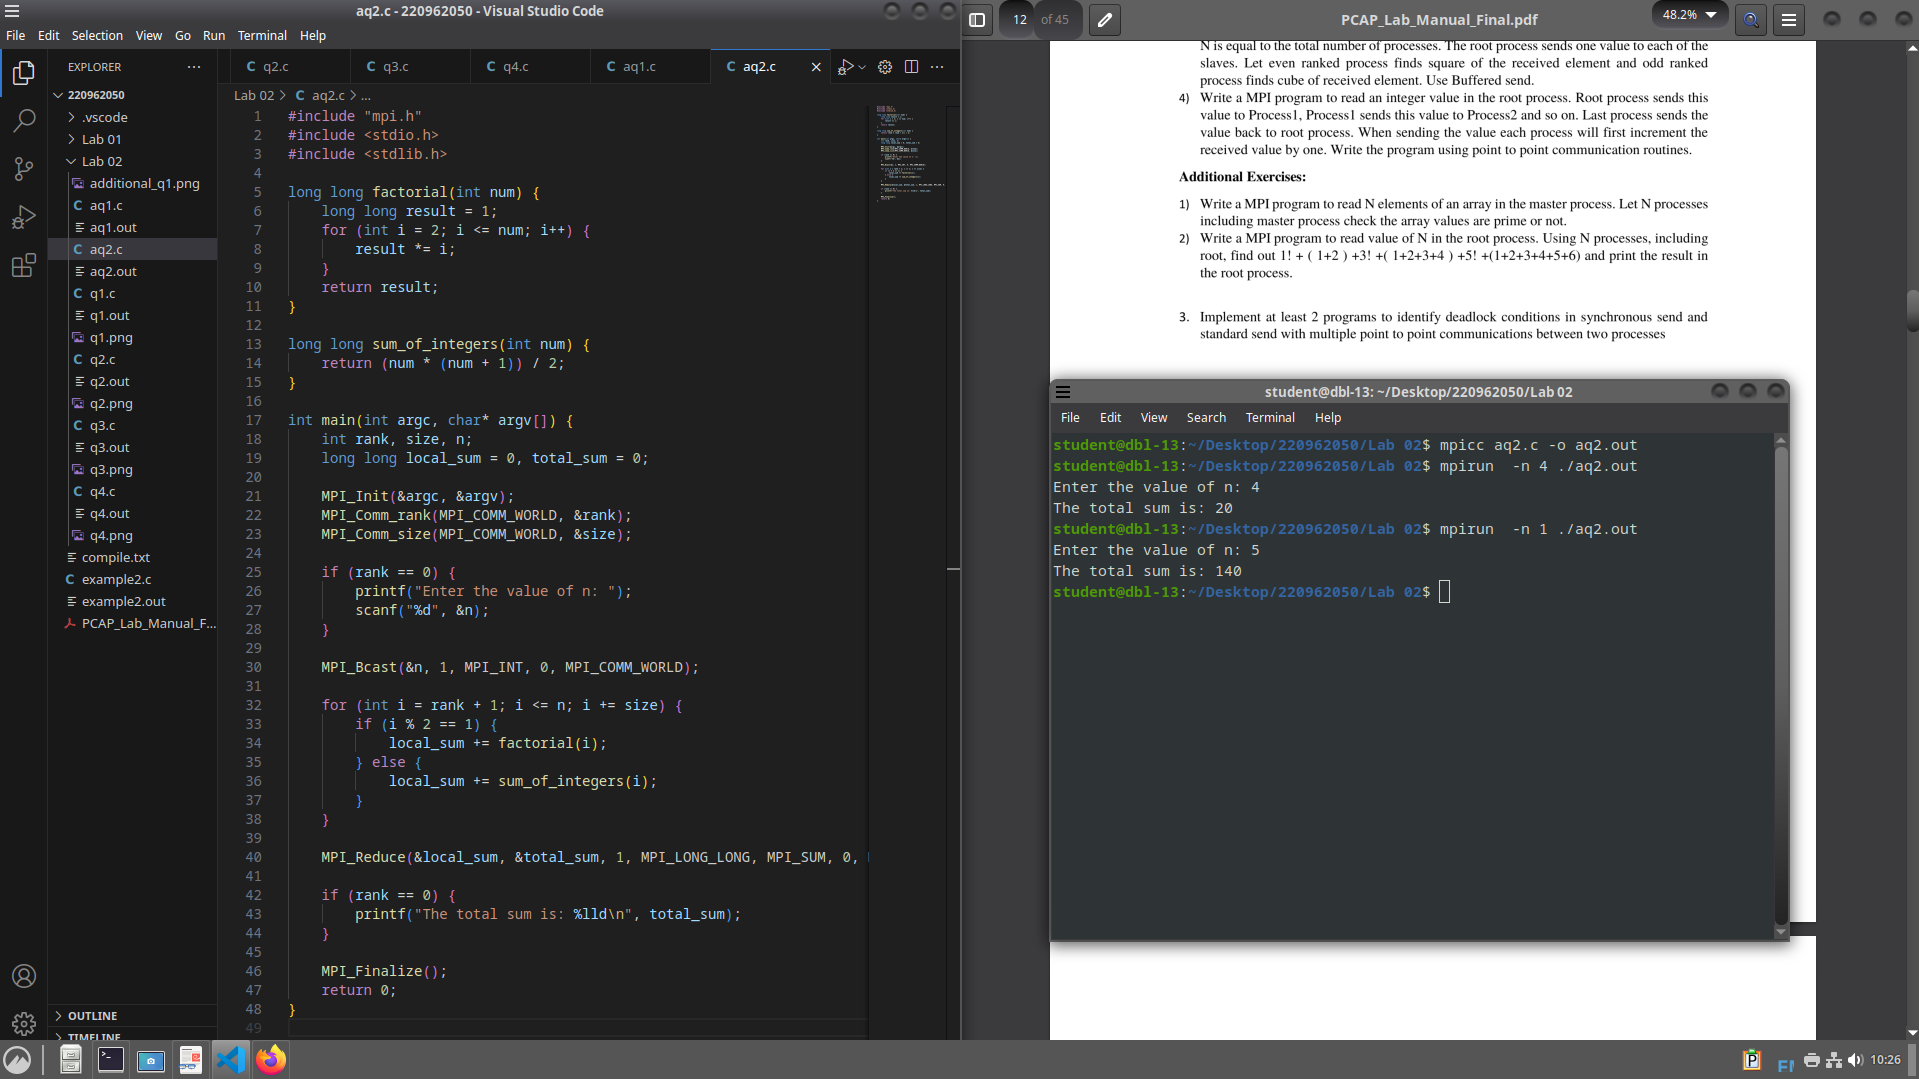 aq2.c - 220962050 - Visual Studio Code
File Edit Selection View Go Run Terminal Help
EXPLORER
220962050
.vscode
Lab 01
Lab 02
additional_q1.png
aq1.c
aq1.out
aq2.c
aq2.out
q1.c
q1.out
q1.png
q2.c
q2.out
q2.png
q3.c
q3.out
q3.png
q4.c
q4.out
q4.png
compile.txt
example2.c
example2.out
PCAP_Lab_Manual_F...
OUTLINE
TIMELINE
C q2.c C q3.c C q4.c C aq1.c C aq2.c
Lab 02 > C aq2.c > ...
1 #include "mpi.h"
2 #include <stdio.h>
3 #include <stdlib.h>
4
5 long long factorial(int num) {
6 long long result = 1;
7 for (int i = 2; i <= num; i++) {
8 result *= i;
9 }
10 return result;
11 }
12
13 long long sum_of_integers(int num) {
14 return (num * (num + 1)) / 2;
15 }
16
17 int main(int argc, char* argv[]) {
18 int rank, size, n;
19 long long local_sum = 0, total_sum = 0;
20
21 MPI_Init(&argc, &argv);
22 MPI_Comm_rank(MPI_COMM_WORLD, &rank);
23 MPI_Comm_size(MPI_COMM_WORLD, &size);
24
25 if (rank == 0) {
26 printf("Enter the value of n: ");
27 scanf("%d", &n);
28 }
29
30 MPI_Bcast(&n, 1, MPI_INT, 0, MPI_COMM_WORLD);
31
32 for (int i = rank + 1; i <= n; i += size) {
33 if (i % 2 == 1) {
34 local_sum += factorial(i);
35 } else {
36 local_sum += sum_of_integers(i);
37 }
38 }
39
40 MPI_Reduce(&local_sum, &total_sum, 1, MPI_LONG_LONG, MPI_SUM, 0,
41
42 if (rank == 0) {
43 printf("The total sum is: %lld\n", total_sum);
44 }
45
46 MPI_Finalize();
47 return 0;
48 }
49
12 of 45 PCAP_Lab_Manual_Final.pdf 48.2%
N is equal to the total number of processes. The root process sends one value to each of the
slaves. Let even ranked process finds square of the received element and odd ranked
process finds cube of received element. Use Buffered send.
4) Write a MPI program to read an integer value in the root process. Root process sends this
value to Process1, Process1 sends this value to Process2 and so on. Last process sends the
value back to root process. When sending the value each process will first increment the
received value by one. Write the program using point to point communication routines.
Additional Exercises:
1) Write a MPI program to read N elements of an array in the master process. Let N processes
including master process check the array values are prime or not.
2) Write a MPI program to read value of N in the root process. Using N processes, including
root, find out 1! + ( 1+2 ) +3! +( 1+2+3+4 ) +5! +(1+2+3+4+5+6) and print the result in
the root process.
3. Implement at least 2 programs to identify deadlock conditions in synchronous send and
standard send with multiple point to point communications between two processes
student@dbl-13: ~/Desktop/220962050/Lab 02
File Edit View Search Terminal Help
student@dbl-13:~/Desktop/220962050/Lab 02$ mpicc aq2.c -o aq2.out
student@dbl-13:~/Desktop/220962050/Lab 02$ mpirun  -n 4 ./aq2.out
Enter the value of n: 4
The total sum is: 20
student@dbl-13:~/Desktop/220962050/Lab 02$ mpirun  -n 1 ./aq2.out
Enter the value of n: 5
The total sum is: 140
student@dbl-13:~/Desktop/220962050/Lab 02$
10:26